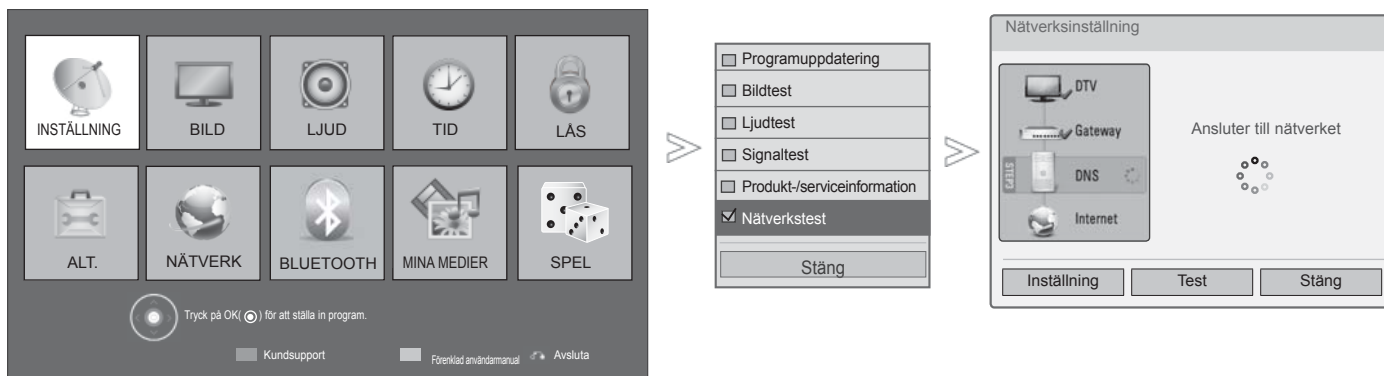 INSTÄLLNING
BILD
LJUD
TID
LÅS
ALT.
NÄTVERK
BLUETOOTH
MINA MEDIER
SPEL
Tryck på OK( ) för att ställa in program.
Kundsupport
Förenklad användarmanual
Avsluta
Programuppdatering
Bildtest
Ljudtest
Signaltest
Produkt-/serviceinformation
Nätverkstest
Stäng
Nätverksinställning
DTV
Gateway
STEP3
DNS
Internet
Ansluter till nätverket
Inställning
Test
Stäng